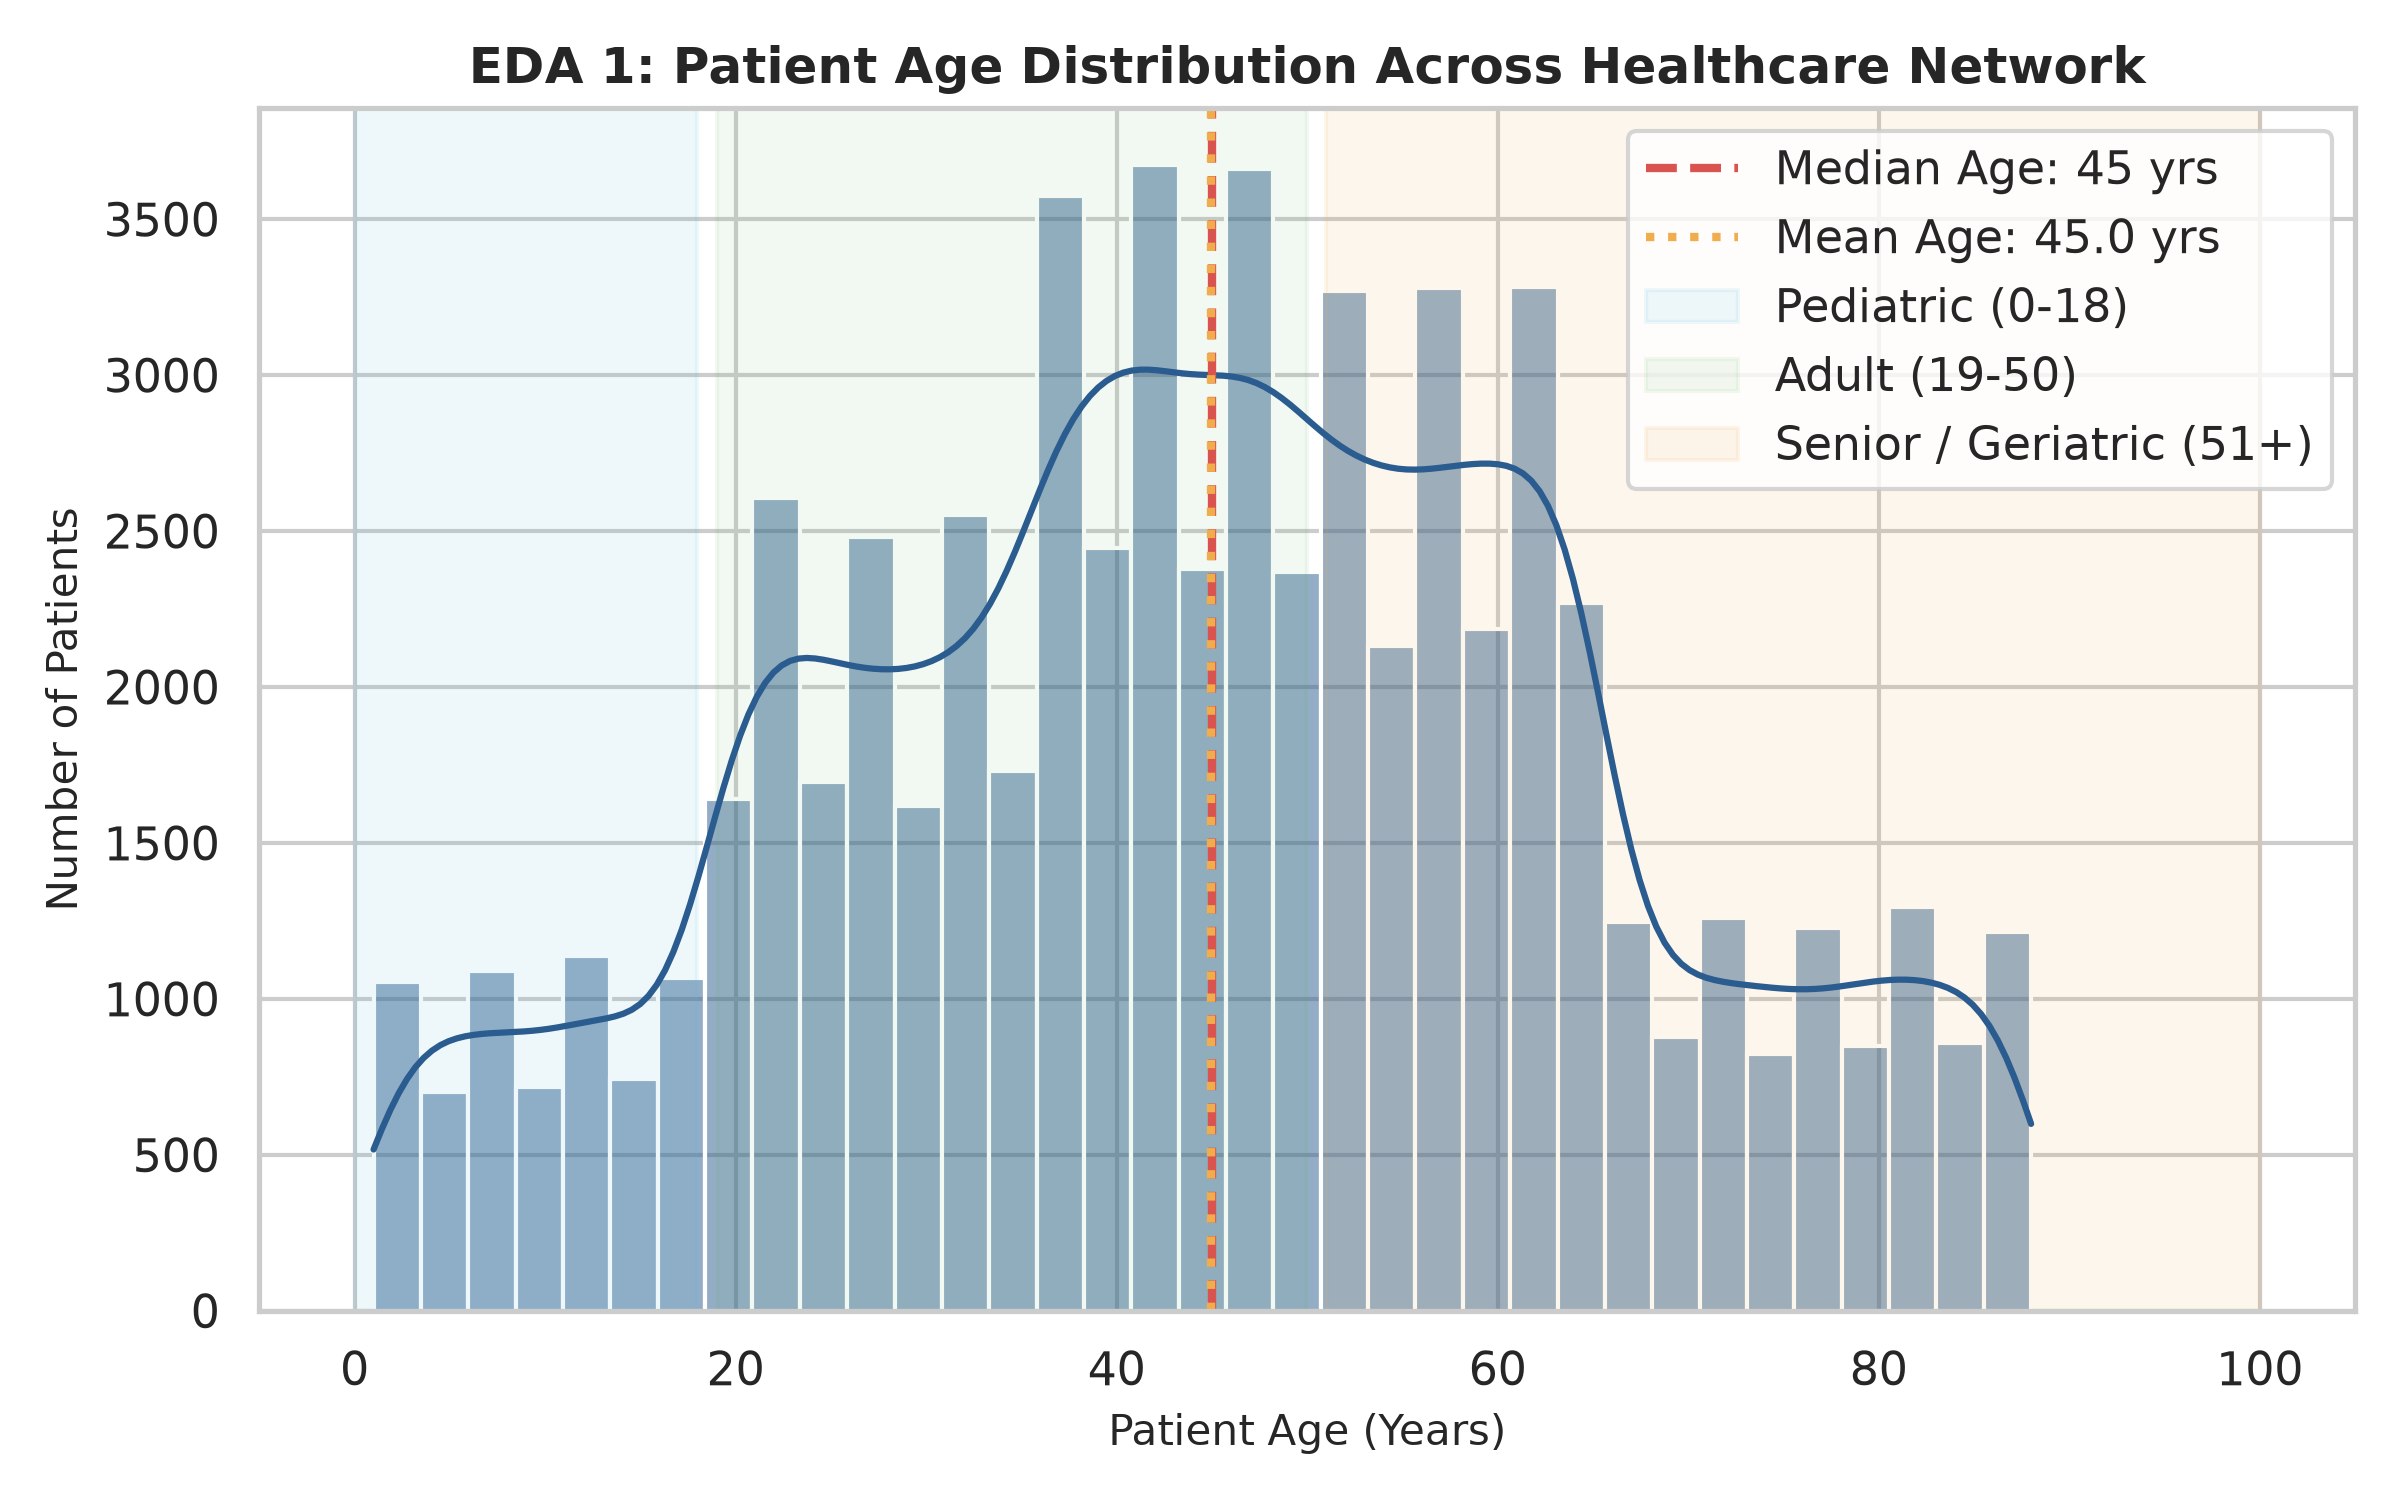 EDA 1: Patient Age Distribution Across Healthcare Network
Median Age: 45 yrs
Mean Age: 45.0 yrs
Pediatric (0-18)
Adult (19-50)
Senior / Geriatric (51+)
Number of Patients
3500
3000
2500
2000
1500
1000
500
0
0 20 40 60 80 100
Patient Age (Years)